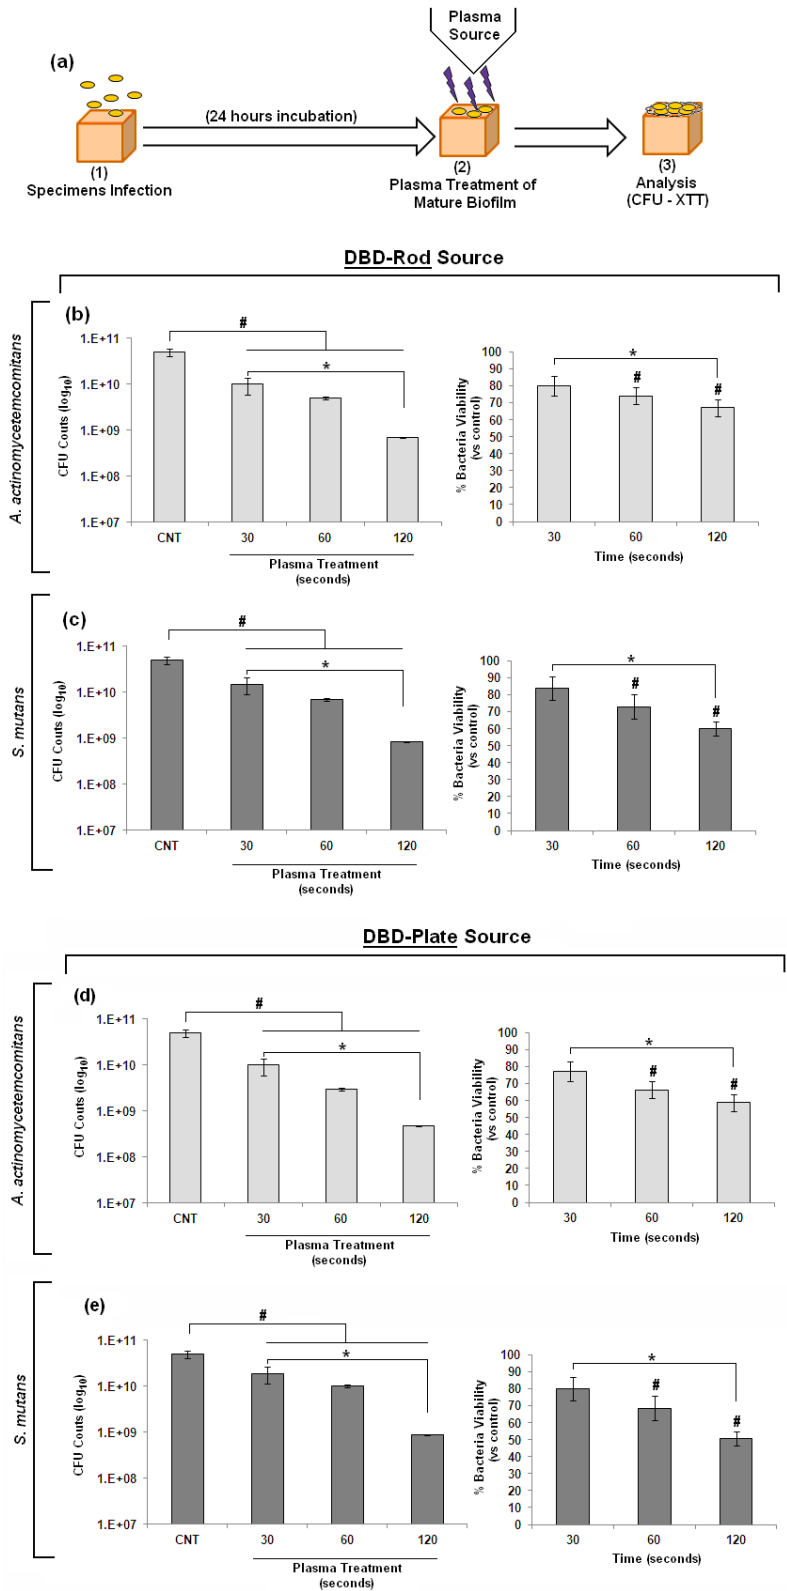 Plasma
Source
(a)
(24 hours incubation)
(1)
Specimens Infection
(2)
Plasma Treatment of
Mature Biofilm
(3)
Analysis
(CFU - XTT)
DBD-Rod Source
A. actinomycetemcomitans
(b)
#
*
CFU Couts (log10)
1.E+11
1.E+10
1.E+09
1.E+08
1.E+07
CNT 30 60 120
Plasma Treatment
(seconds)
% Bacteria Viability
(vs control)
100
90
80
70
60
50
40
30
20
10
0
*
#
#
30 60 120
Time (seconds)
S. mutans
(c)
#
*
CFU Couts (log10)
1.E+11
1.E+10
1.E+09
1.E+08
1.E+07
CNT 30 60 120
Plasma Treatment
(seconds)
% Bacteria Viability
(vs control)
100
90
80
70
60
50
40
30
20
10
0
*
#
#
30 60 120
Time (seconds)
DBD-Plate Source
A. actinomycetemcomitans
(d)
#
*
CFU Couts (log10)
1.E+11
1.E+10
1.E+09
1.E+08
1.E+07
CNT 30 60 120
Plasma Treatment
(seconds)
% Bacteria Viability
(vs control)
100
90
80
70
60
50
40
30
20
10
0
*
#
#
30 60 120
Time (seconds)
S. mutans
(e)
#
*
CFU Couts (log10)
1.E+11
1.E+10
1.E+09
1.E+08
1.E+07
CNT 30 60 120
Plasma Treatment
(seconds)
% Bacteria Viability
(vs control)
100
90
80
70
60
50
40
30
20
10
0
*
#
#
30 60 120
Time (seconds)